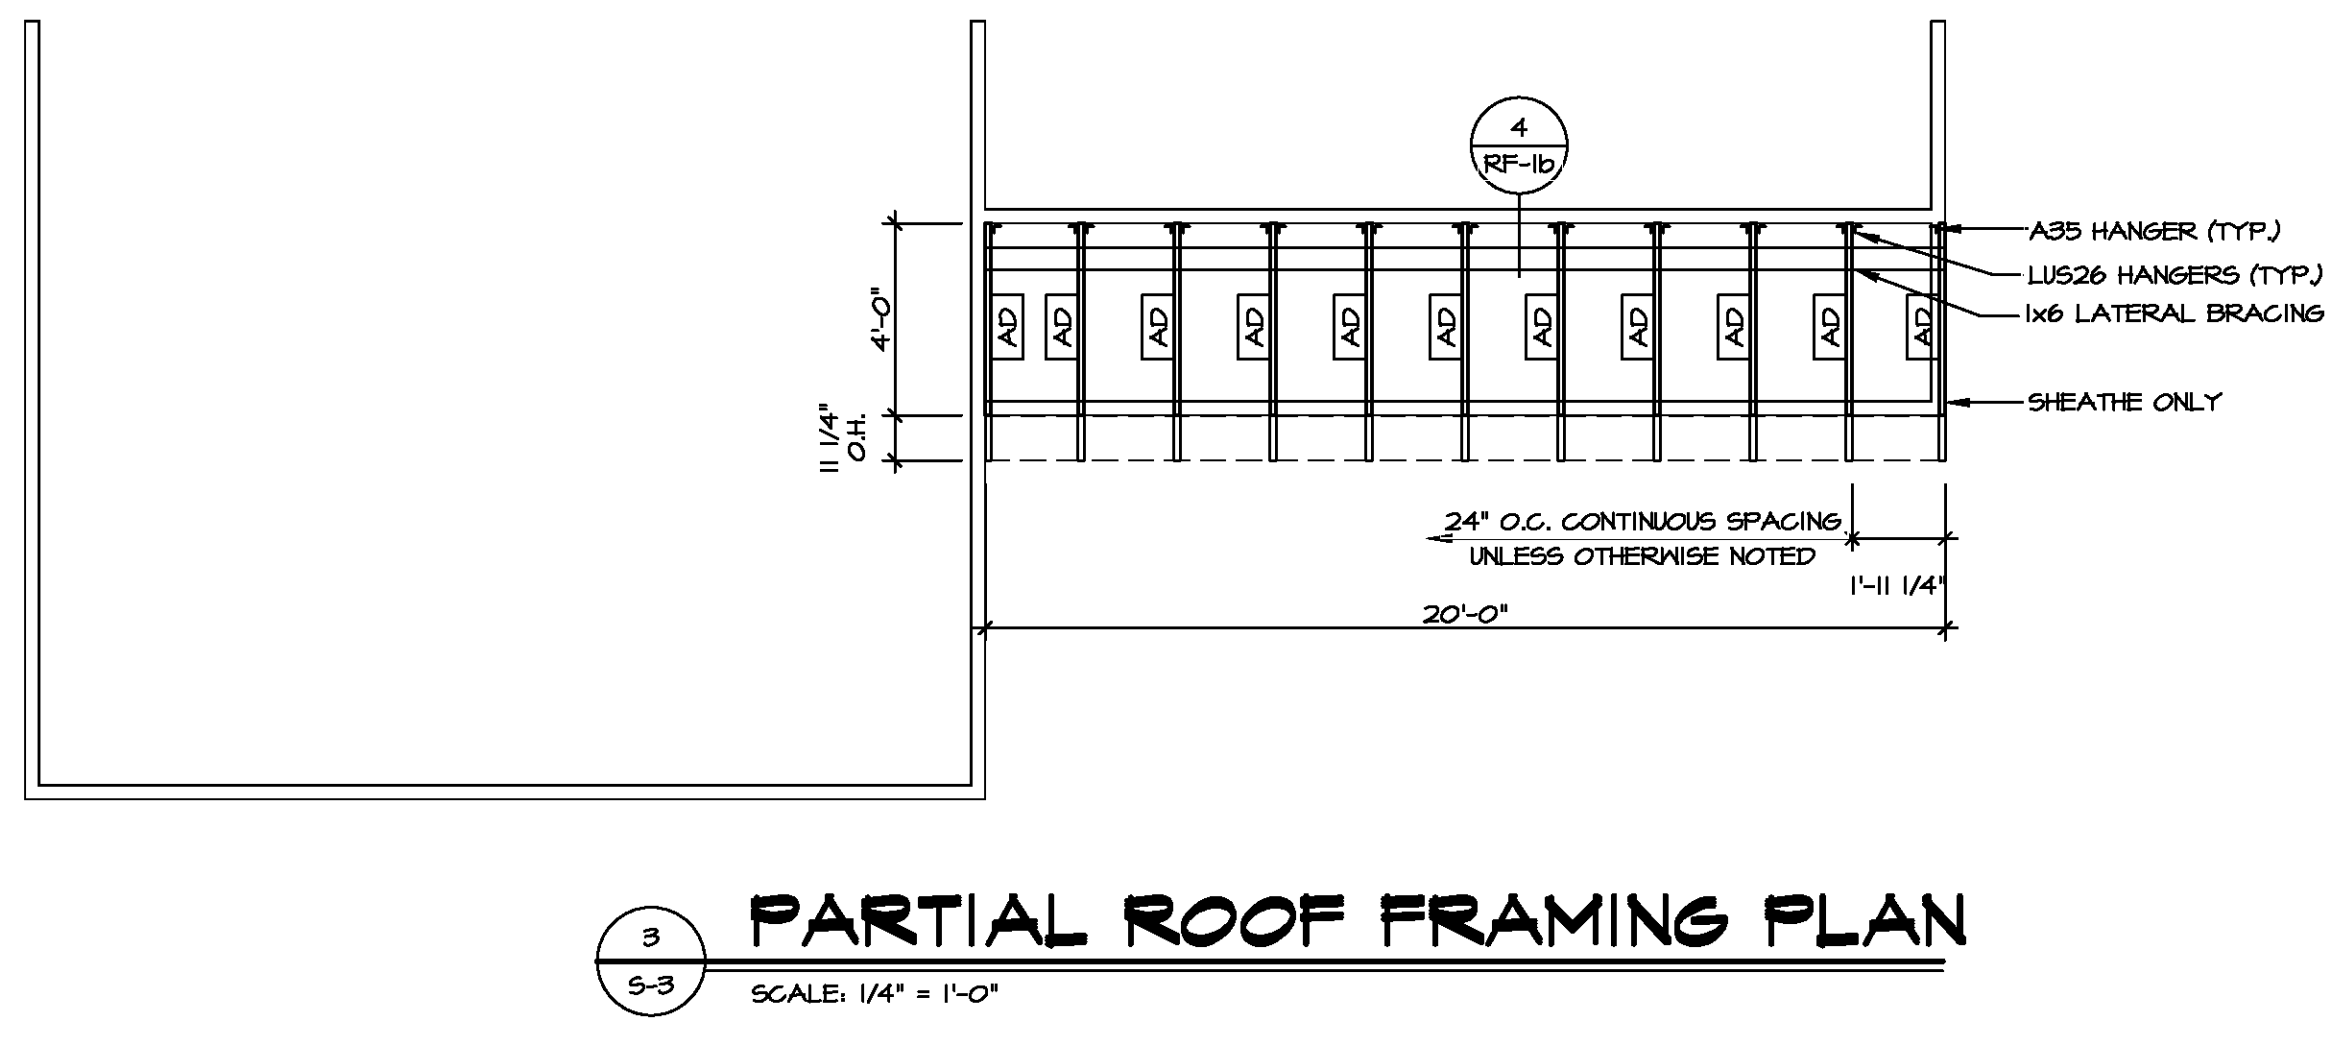 4
RF-1b
A35 HANGER (TYP.)
LUS26 HANGERS (TYP.)
1x6 LATERAL BRACING
4'-0"
AD
AD
AD
AD
AD
AD
AD
AD
AD
AD
AD
SHEATHE ONLY
11 1/4"
O.H.
24" O.C. CONTINUOUS SPACING
UNLESS OTHERWISE NOTED
1'-11 1/4"
20'-0"
3
S-3
PARTIAL ROOF FRAMING PLAN
SCALE: 1/4" = 1'-0"